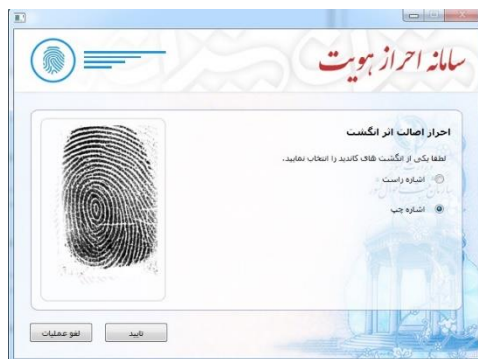 سامانه احراز هویت
احراز اصالت اثر انگشت
لطفا یکی از انگشت های کاندید را انتخاب نمایید.
اشاره راست
اشاره چپ
تایید
لغو عملیات